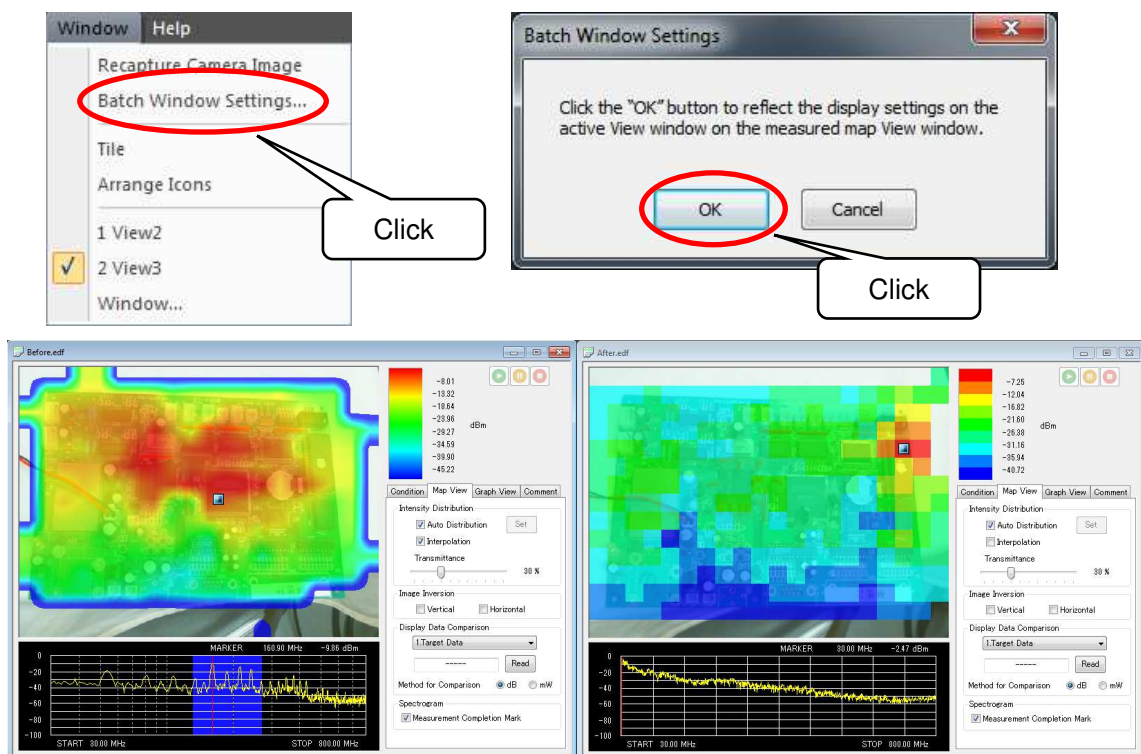 Window Help
Recapture Camera Image
Batch Window Settings...
Tile
Arrange Icons
1 View2
2 View3
Window...
Click
Batch Window Settings
Click the "OK" button to reflect the display settings on the
active View window on the measured map View window.
OK Cancel
Click
Before.edf
-8.01
-13.32
-18.64
-23.96
-29.27
-34.59
-39.90
-45.22
dBm
Condition Map View Graph View Comment
Intensity Distribution
Auto Distribution Set
Interpolation
Transmittance
30 %
Image Inversion
Vertical Horizontal
Display Data Comparison
1.Target Data
----- Read
Method for Comparison dB mW
Spectrogram
Measurement Completion Mark
MARKER 160.90 MHz -9.86 dBm
0
-20
-40
-60
-80
-100
START 30.00 MHz STOP 800.00 MHz
After.edf
-7.25
-12.04
-16.82
-21.60
-26.38
-31.16
-35.94
-40.72
dBm
Condition Map View Graph View Comment
Intensity Distribution
Auto Distribution Set
Interpolation
Transmittance
30 %
Image Inversion
Vertical Horizontal
Display Data Comparison
1.Target Data
----- Read
Method for Comparison dB mW
Spectrogram
Measurement Completion Mark
MARKER 30.00 MHz -2.47 dBm
0
-20
-40
-60
-80
-100
START 30.00 MHz STOP 800.00 MHz